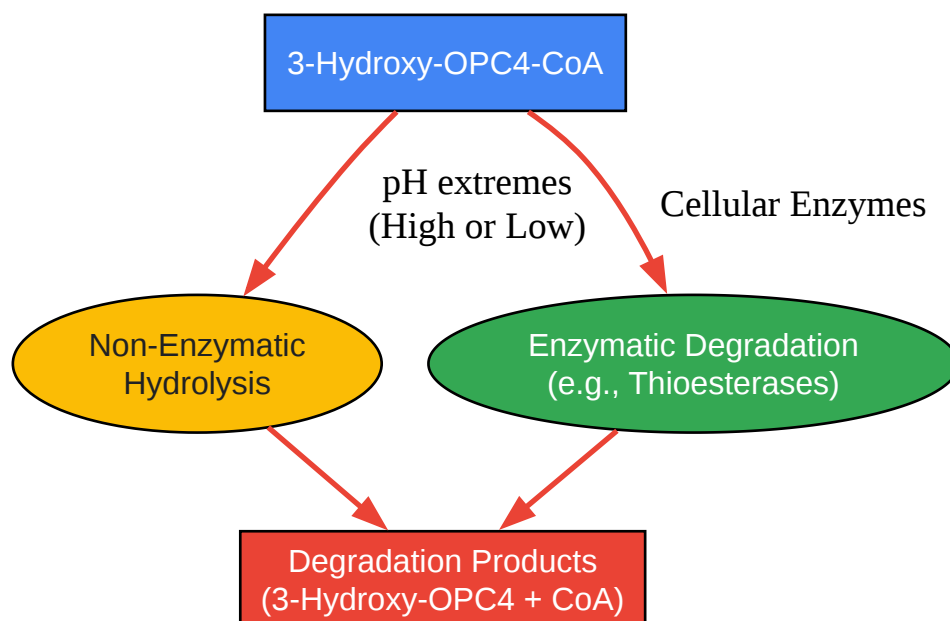 3-Hydroxy-OPC4-CoA
pH extremes
(High or Low)
Cellular Enzymes
Non-Enzymatic
Hydrolysis
Enzymatic Degradation
(e.g., Thioesterases)
Degradation Products
(3-Hydroxy-OPC4 + CoA)